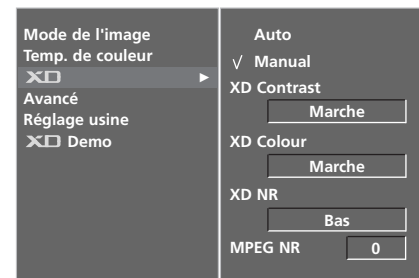 Mode de l'image
Temp. de couleur
XD
Avancé
Réglage usine
XD Demo
Auto
√ Manual
XD Contrast
Marche
XD Colour
Marche
XD NR
Bas
MPEG NR 0